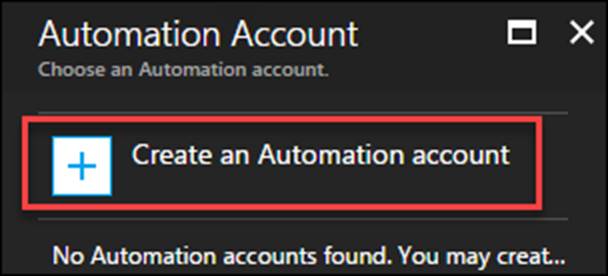 Automation Account
Choose an Automation account.
Create an Automation account
No Automation accounts found. You may creat...